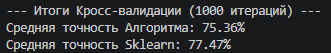 --- Итоги Кросс-валидации (1000 итераций) ---
Средняя точность Алгоритма: 75.36%
Средняя точность Sklearn: 77.47%